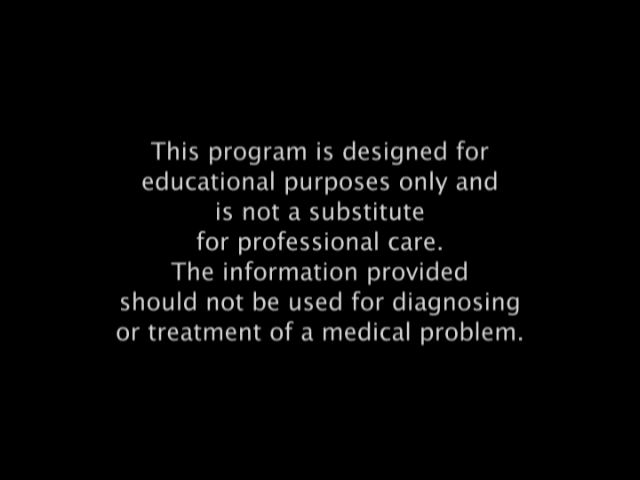 This program is designed for
educational purposes only and
is not a substitute
for professional care.
The information provided
should not be used for diagnosing
or treatment of a medical problem.